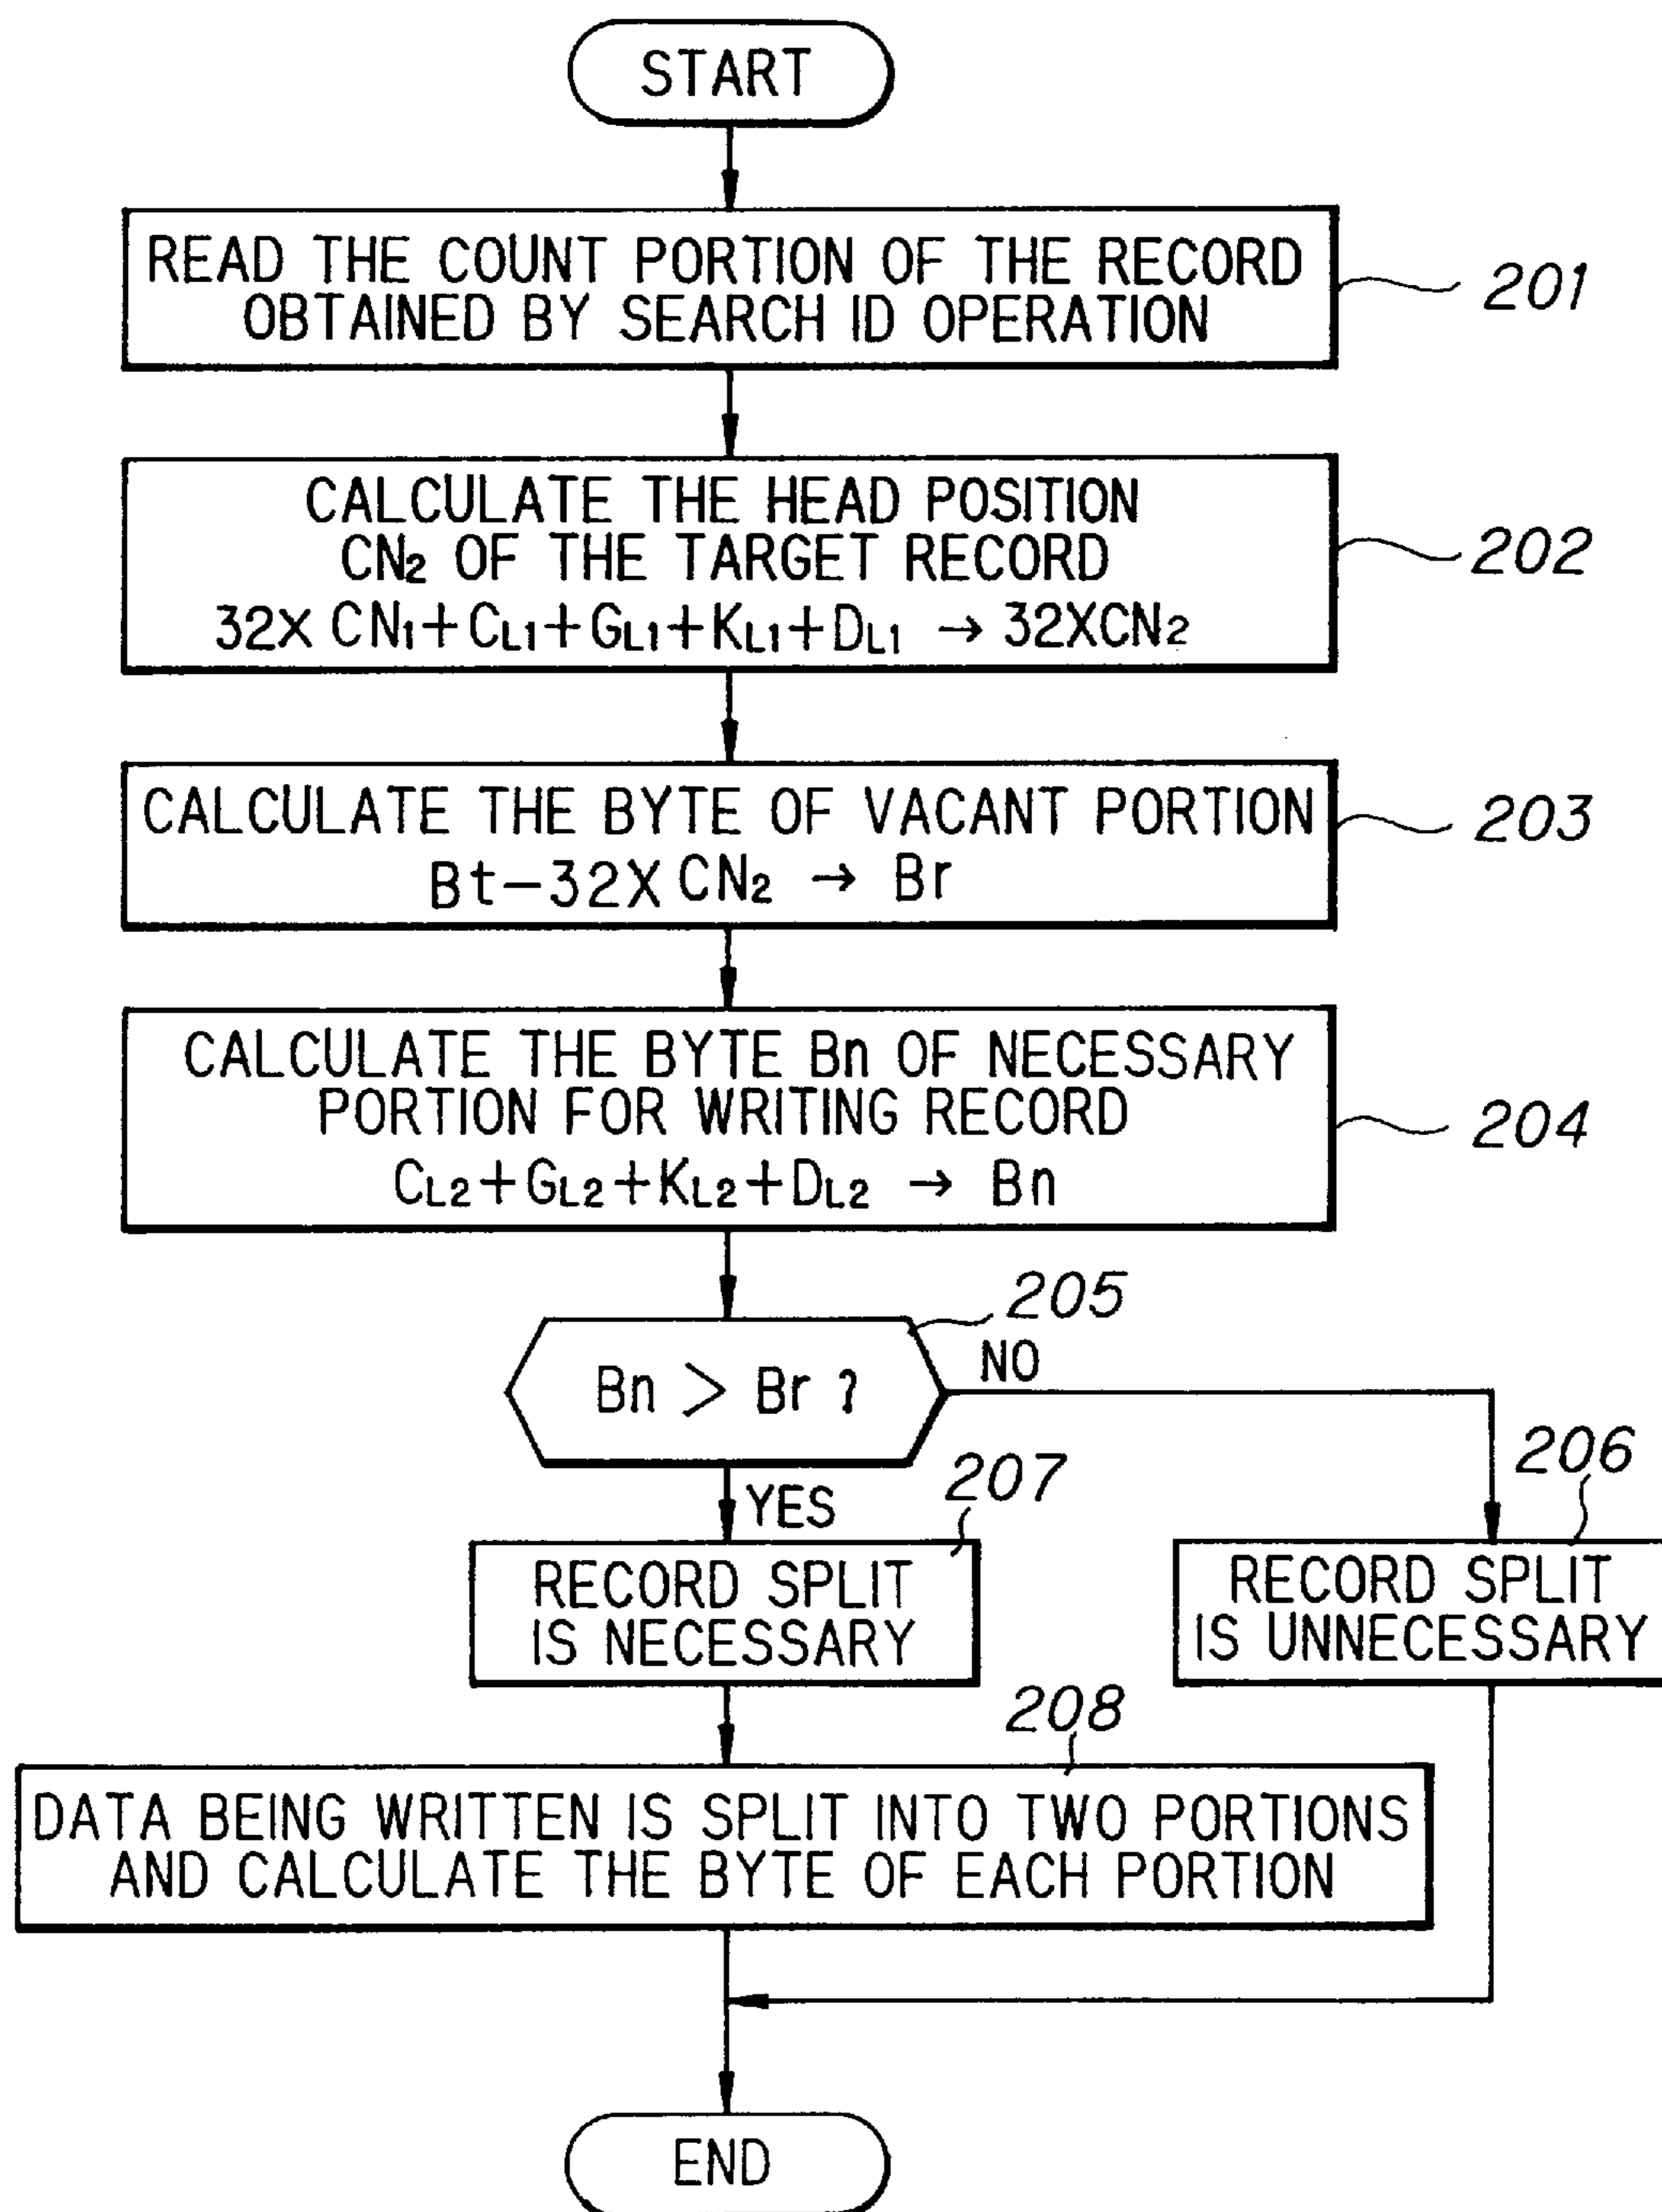 START
READ THE COUNT PORTION OF THE RECORD
OBTAINED BY SEARCH ID OPERATION
201
CALCULATE THE HEAD POSITION
CN₂ OF THE TARGET RECORD
32X CN₁+CL1+GL1+KL1+DL1 → 32XCN₂
202
CALCULATE THE BYTE OF VACANT PORTION
Bt-32X CN₂ → Br
203
CALCULATE THE BYTE Bn OF NECESSARY
PORTION FOR WRITING RECORD
CL2+GL2+KL2+DL2 → Bn
204
205
Bn > Br ?
NO
YES
207
206
RECORD SPLIT
IS NECESSARY
RECORD SPLIT
IS UNNECESSARY
208
DATA BEING WRITTEN IS SPLIT INTO TWO PORTIONS
AND CALCULATE THE BYTE OF EACH PORTION
END